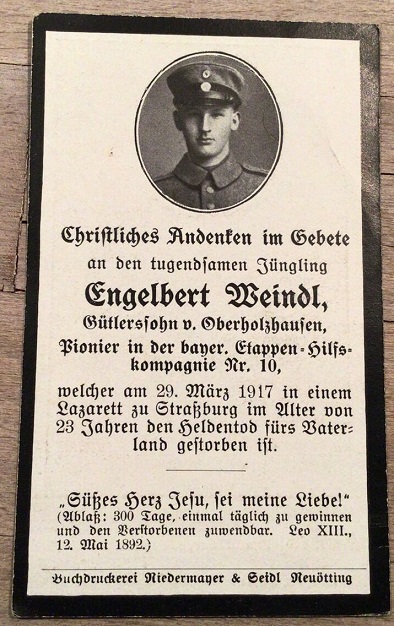 Christliches Andenken im Gebete
an den tugendsamen Jüngling
Engelbert Weindl,
Gütlerssohn v. Oberholzhausen,
Pionier in der bayer. Etappen-Hilfs-
kompagnie Nr. 10,
welcher am 29. März 1917 in einem
Lazarett zu Straßburg im Alter von
23 Jahren den Heldentod fürs Vater-
land gestorben ist.
„Süßes Herz Jesu, sei meine Liebe!"
(Ablaß: 300 Tage, einmal täglich zu gewinnen
und den Verstorbenen zuwendbar. Leo XIII.,
12. Mai 1892.)
Buchdruckerei Riedermayer & Seidl Neuötting